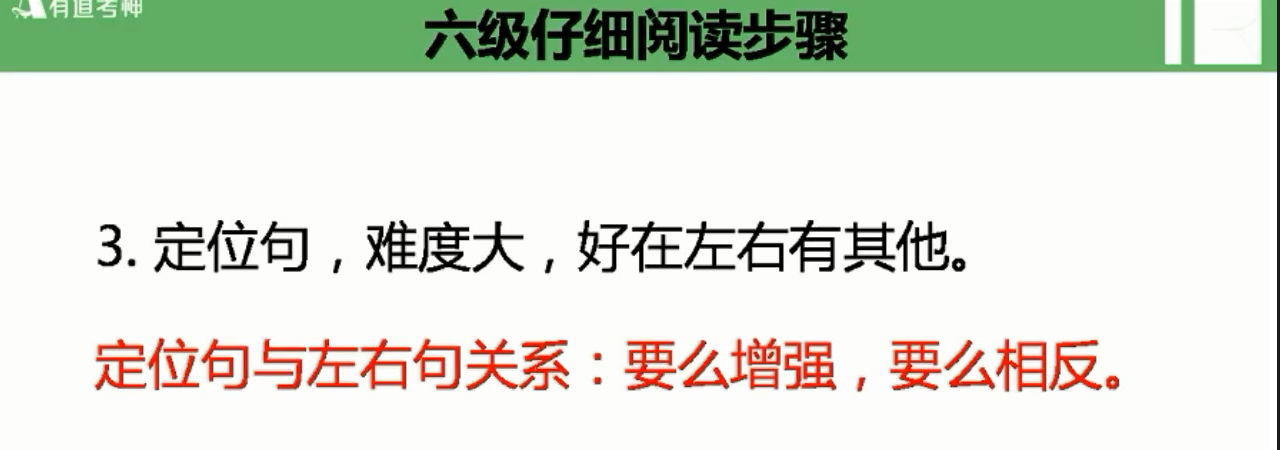 有道考神
六级仔细阅读步骤
3. 定位句，难度大，好在左右有其他。
定位句与左右句关系：要么增强，要么相反。